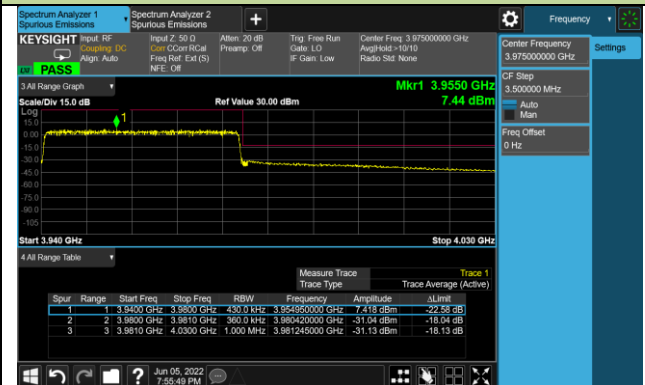 Spectrum Analyzer 1
Spurious Emissions
Spectrum Analyzer 2
Spurious Emissions
+
Frequency
KEYSIGHT
Input: RF
Coupling: DC
Align: Auto
Input Z: 50 Ω
Corr CCorr RCal
Freq Ref: Ext (S)
NFE: Off
Atten: 20 dB
Preamp: Off
Trig: Free Run
Gate: LO
IF Gain: Low
Center Freq: 3.975000000 GHz
Avg|Hold:>10/10
Radio Std: None
PASS
Center Frequency
3.975000000 GHz
Settings
CF Step
3.500000 MHz
Auto
Man
Freq Offset
0 Hz
3 All Range Graph
Mkr1 3.9550 GHz
7.44 dBm
Scale/Div 15.0 dB
Ref Value 30.00 dBm
Log
15.0
0.00
-15.0
-30.0
-45.0
-60.0
-75.0
-90.0
-105
1
Start 3.940 GHz
Stop 4.030 GHz
4 All Range Table
Measure Trace Trace 1
Trace Type Trace Average (Active)
Spur Range Start Freq Stop Freq RBW Frequency Amplitude ΔLimit
1 1 3.9400 GHz 3.9800 GHz 430.0 kHz 3.954950000 GHz 7.418 dBm -22.58 dB
2 2 3.9800 GHz 3.9810 GHz 360.0 kHz 3.980420000 GHz -31.04 dBm -18.04 dB
3 3 3.9810 GHz 4.0300 GHz 1.000 MHz 3.981245000 GHz -31.13 dBm -18.13 dB
?
Jun 05, 2022
7:55:49 PM